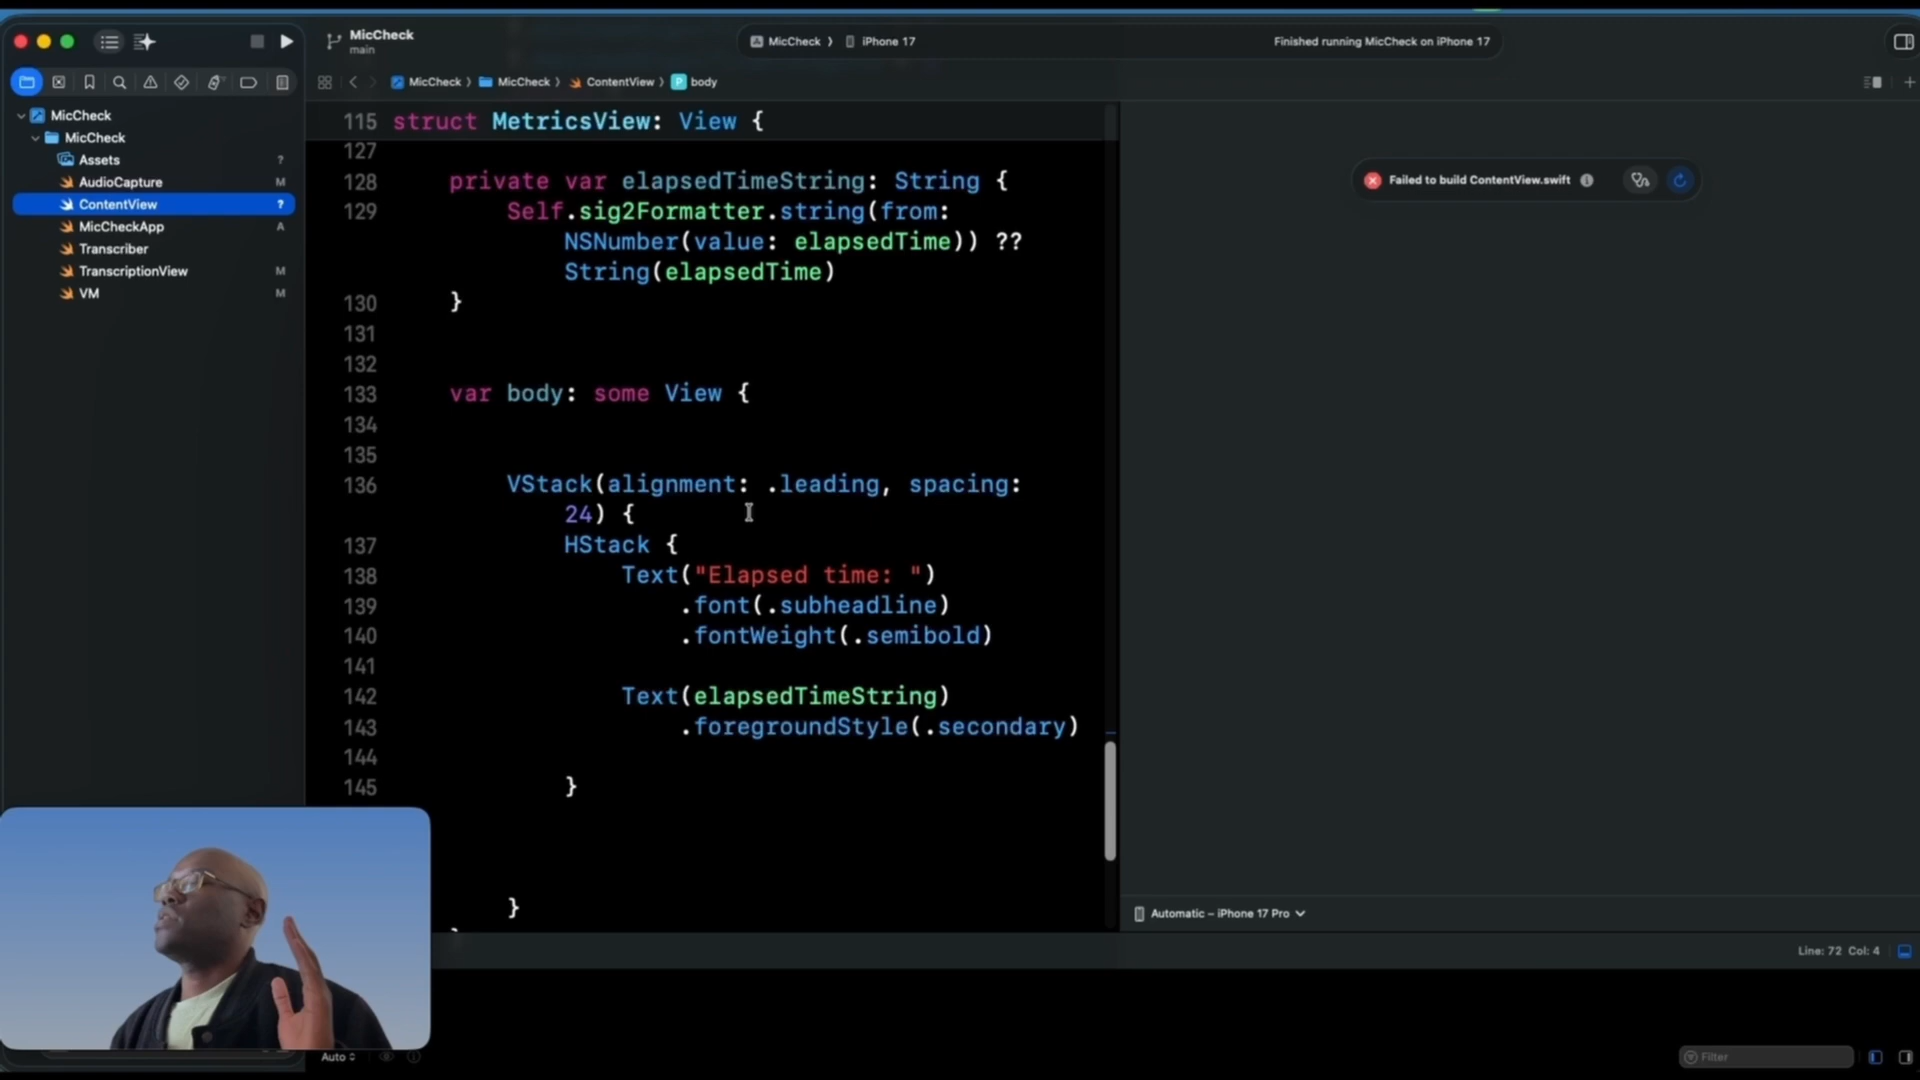 MicCheck
main
MicCheck
iPhone 17
Finished running MicCheck on iPhone 17
MicCheck
MicCheck
ContentView
body
MicCheck
MicCheck
Assets ?
AudioCapture M
ContentView ?
MicCheckApp A
Transcriber
TranscriptionView M
VM M
115 struct MetricsView: View {
127
128 private var elapsedTimeString: String {
129 Self.sig2Formatter.string(from:
NSNumber(value: elapsedTime)) ??
String(elapsedTime)
130 }
131
132
133 var body: some View {
134
135
136 VStack(alignment: .leading, spacing:
24) {
137 HStack {
138 Text("Elapsed time: ")
139 .font(.subheadline)
140 .fontWeight(.semibold)
141
142 Text(elapsedTimeString)
143 .foregroundStyle(.secondary)
144
145 }
}
Failed to build ContentView.swift
Automatic – iPhone 17 Pro
Line: 72 Col: 4
Auto
Filter